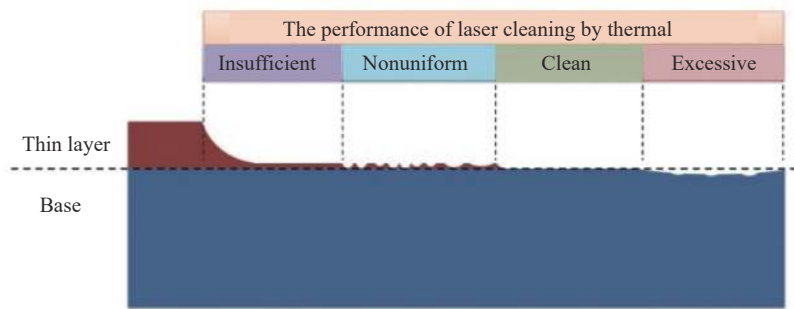 The performance of laser cleaning by thermal
Insufficient Nonuniform Clean Excessive
Thin layer
Base